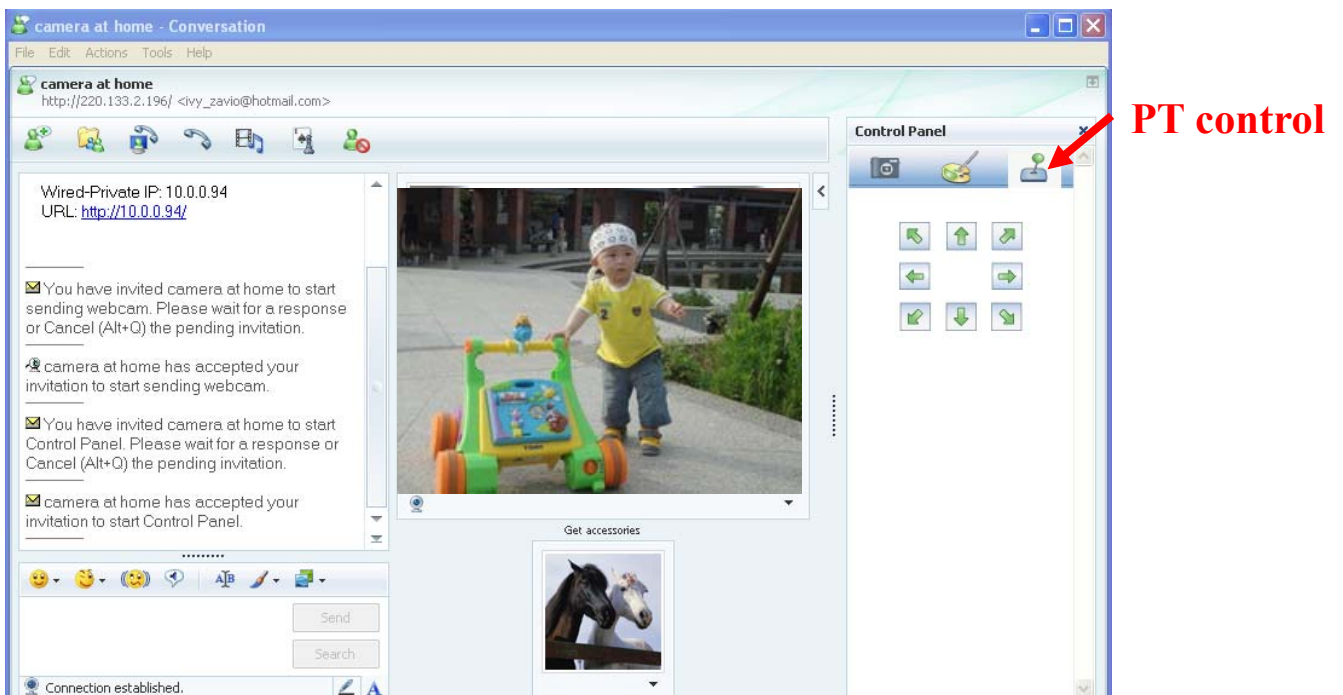 camera at home - Conversation
File Edit Actions Tools Help
camera at home
http://220.133.2.196/ <ivy_zavio@hotmail.com>
Wired-Private IP: 10.0.0.94
URL: http://10.0.0.94/
You have invited camera at home to start
sending webcam. Please wait for a response
or Cancel (Alt+Q) the pending invitation.
camera at home has accepted your
invitation to start sending webcam.
You have invited camera at home to start
Control Panel. Please wait for a response or
Cancel (Alt+Q) the pending invitation.
camera at home has accepted your
invitation to start Control Panel.
AB
Send
Search
Connection established.
A
Get accessories
Control Panel
PT control